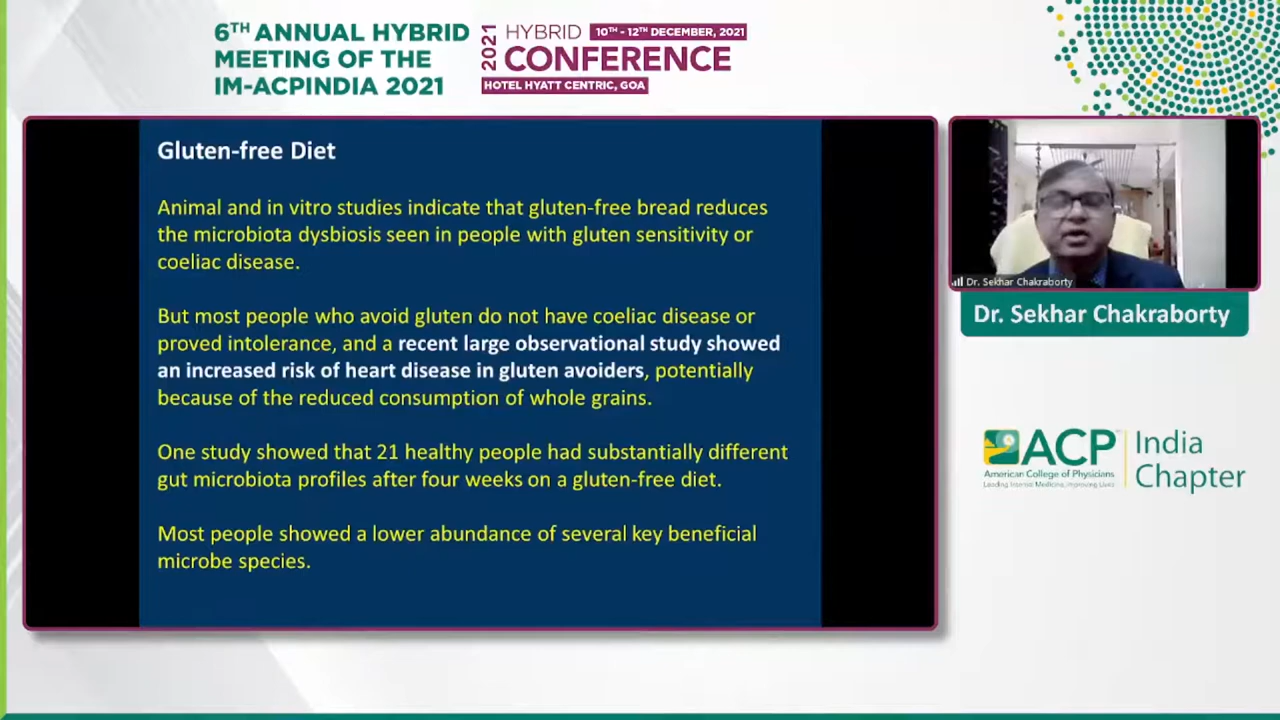 6TH ANNUAL HYBRID
MEETING OF THE
IM-ACPINDIA 2021
2021
HYBRID
10TH - 12TH DECEMBER, 2021
CONFERENCE
HOTEL HYATT CENTRIC, GOA
Gluten-free Diet
Animal and in vitro studies indicate that gluten-free bread reduces
the microbiota dysbiosis seen in people with gluten sensitivity or
coeliac disease.
But most people who avoid gluten do not have coeliac disease or
proved intolerance, and a recent large observational study showed
an increased risk of heart disease in gluten avoiders, potentially
because of the reduced consumption of whole grains.
One study showed that 21 healthy people had substantially different
gut microbiota profiles after four weeks on a gluten-free diet.
Most people showed a lower abundance of several key beneficial
microbe species.
Dr. Sekhar Chakraborty
Dr. Sekhar Chakraborty
ACP
American College of Physicians
Leading Internal Medicine, Improving Lives
India
Chapter